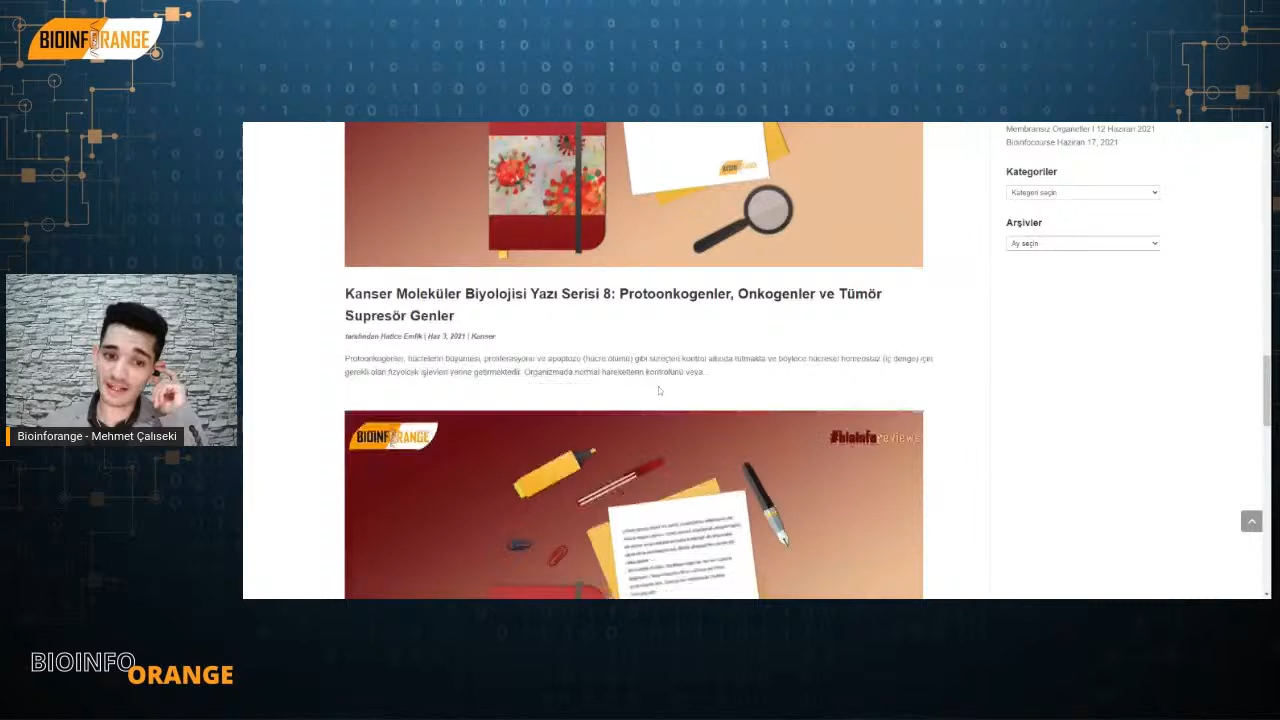 BIOINFORANGE
BIOINFORANGE
Membransız Organeller I 12 Haziran 2021
Bioinfocourse Haziran 17, 2021
Kategoriler
Kategori seçin
Arşivler
Ay seçin
Kanser Moleküler Biyolojisi Yazı Serisi 8: Protoonkogenler, Onkogenler ve Tümör
Supresör Genler
tarafından Hatice Emlik | Haz 3, 2021 | Kanser
Protoonkogenler, hücrelerin büyümesi, proliferasyonu ve apoptozu (hücre ölümü) gibi süreçleri kontrol altında tutmakta ve böylece hücresel homeostaz (iç denge) için
gerekli olan fizyolojik işlevleri yerine getirmektedir. Organizmada normal hareketlerin kontrolünü veya...
BIOINFORANGE
#bioinforeviews
Bioinforange - Mehmet Çalıseki
BIOINFO
ORANGE